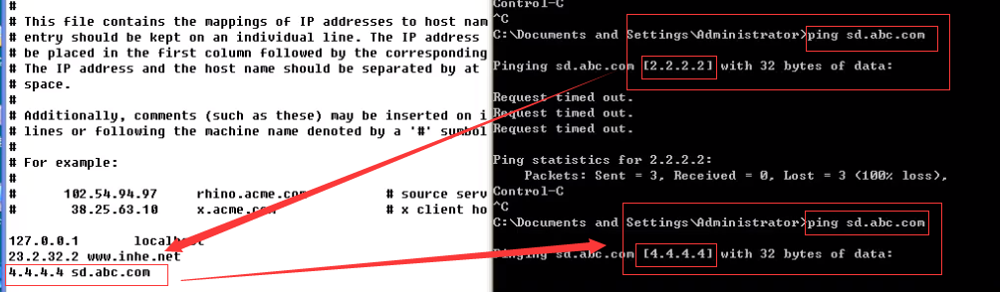 #
# This file contains the mappings of IP addresses to host nam
# entry should be kept on an individual line. The IP address
# be placed in the first column followed by the corresponding
# The IP address and the host name should be separated by at
# space.
#
# Additionally, comments (such as these) may be inserted on i
# lines or following the machine name denoted by a '#' symbol
#
# For example:
#
# 102.54.94.97 rhino.acme.com # source serv
# 38.25.63.10 x.acme.com # x client ho
127.0.0.1 localhost
23.2.32.2 www.inhe.net
4.4.4.4 sd.abc.com
Control-C
^C
C:\Documents and Settings\Administrator>ping sd.abc.com
Pinging sd.abc.com [2.2.2.2] with 32 bytes of data:
Request timed out.
Request timed out.
Request timed out.
Ping statistics for 2.2.2.2:
Packets: Sent = 3, Received = 0, Lost = 3 (100% loss),
Control-C
^C
C:\Documents and Settings\Administrator>ping sd.abc.com
Pinging sd.abc.com [4.4.4.4] with 32 bytes of data: